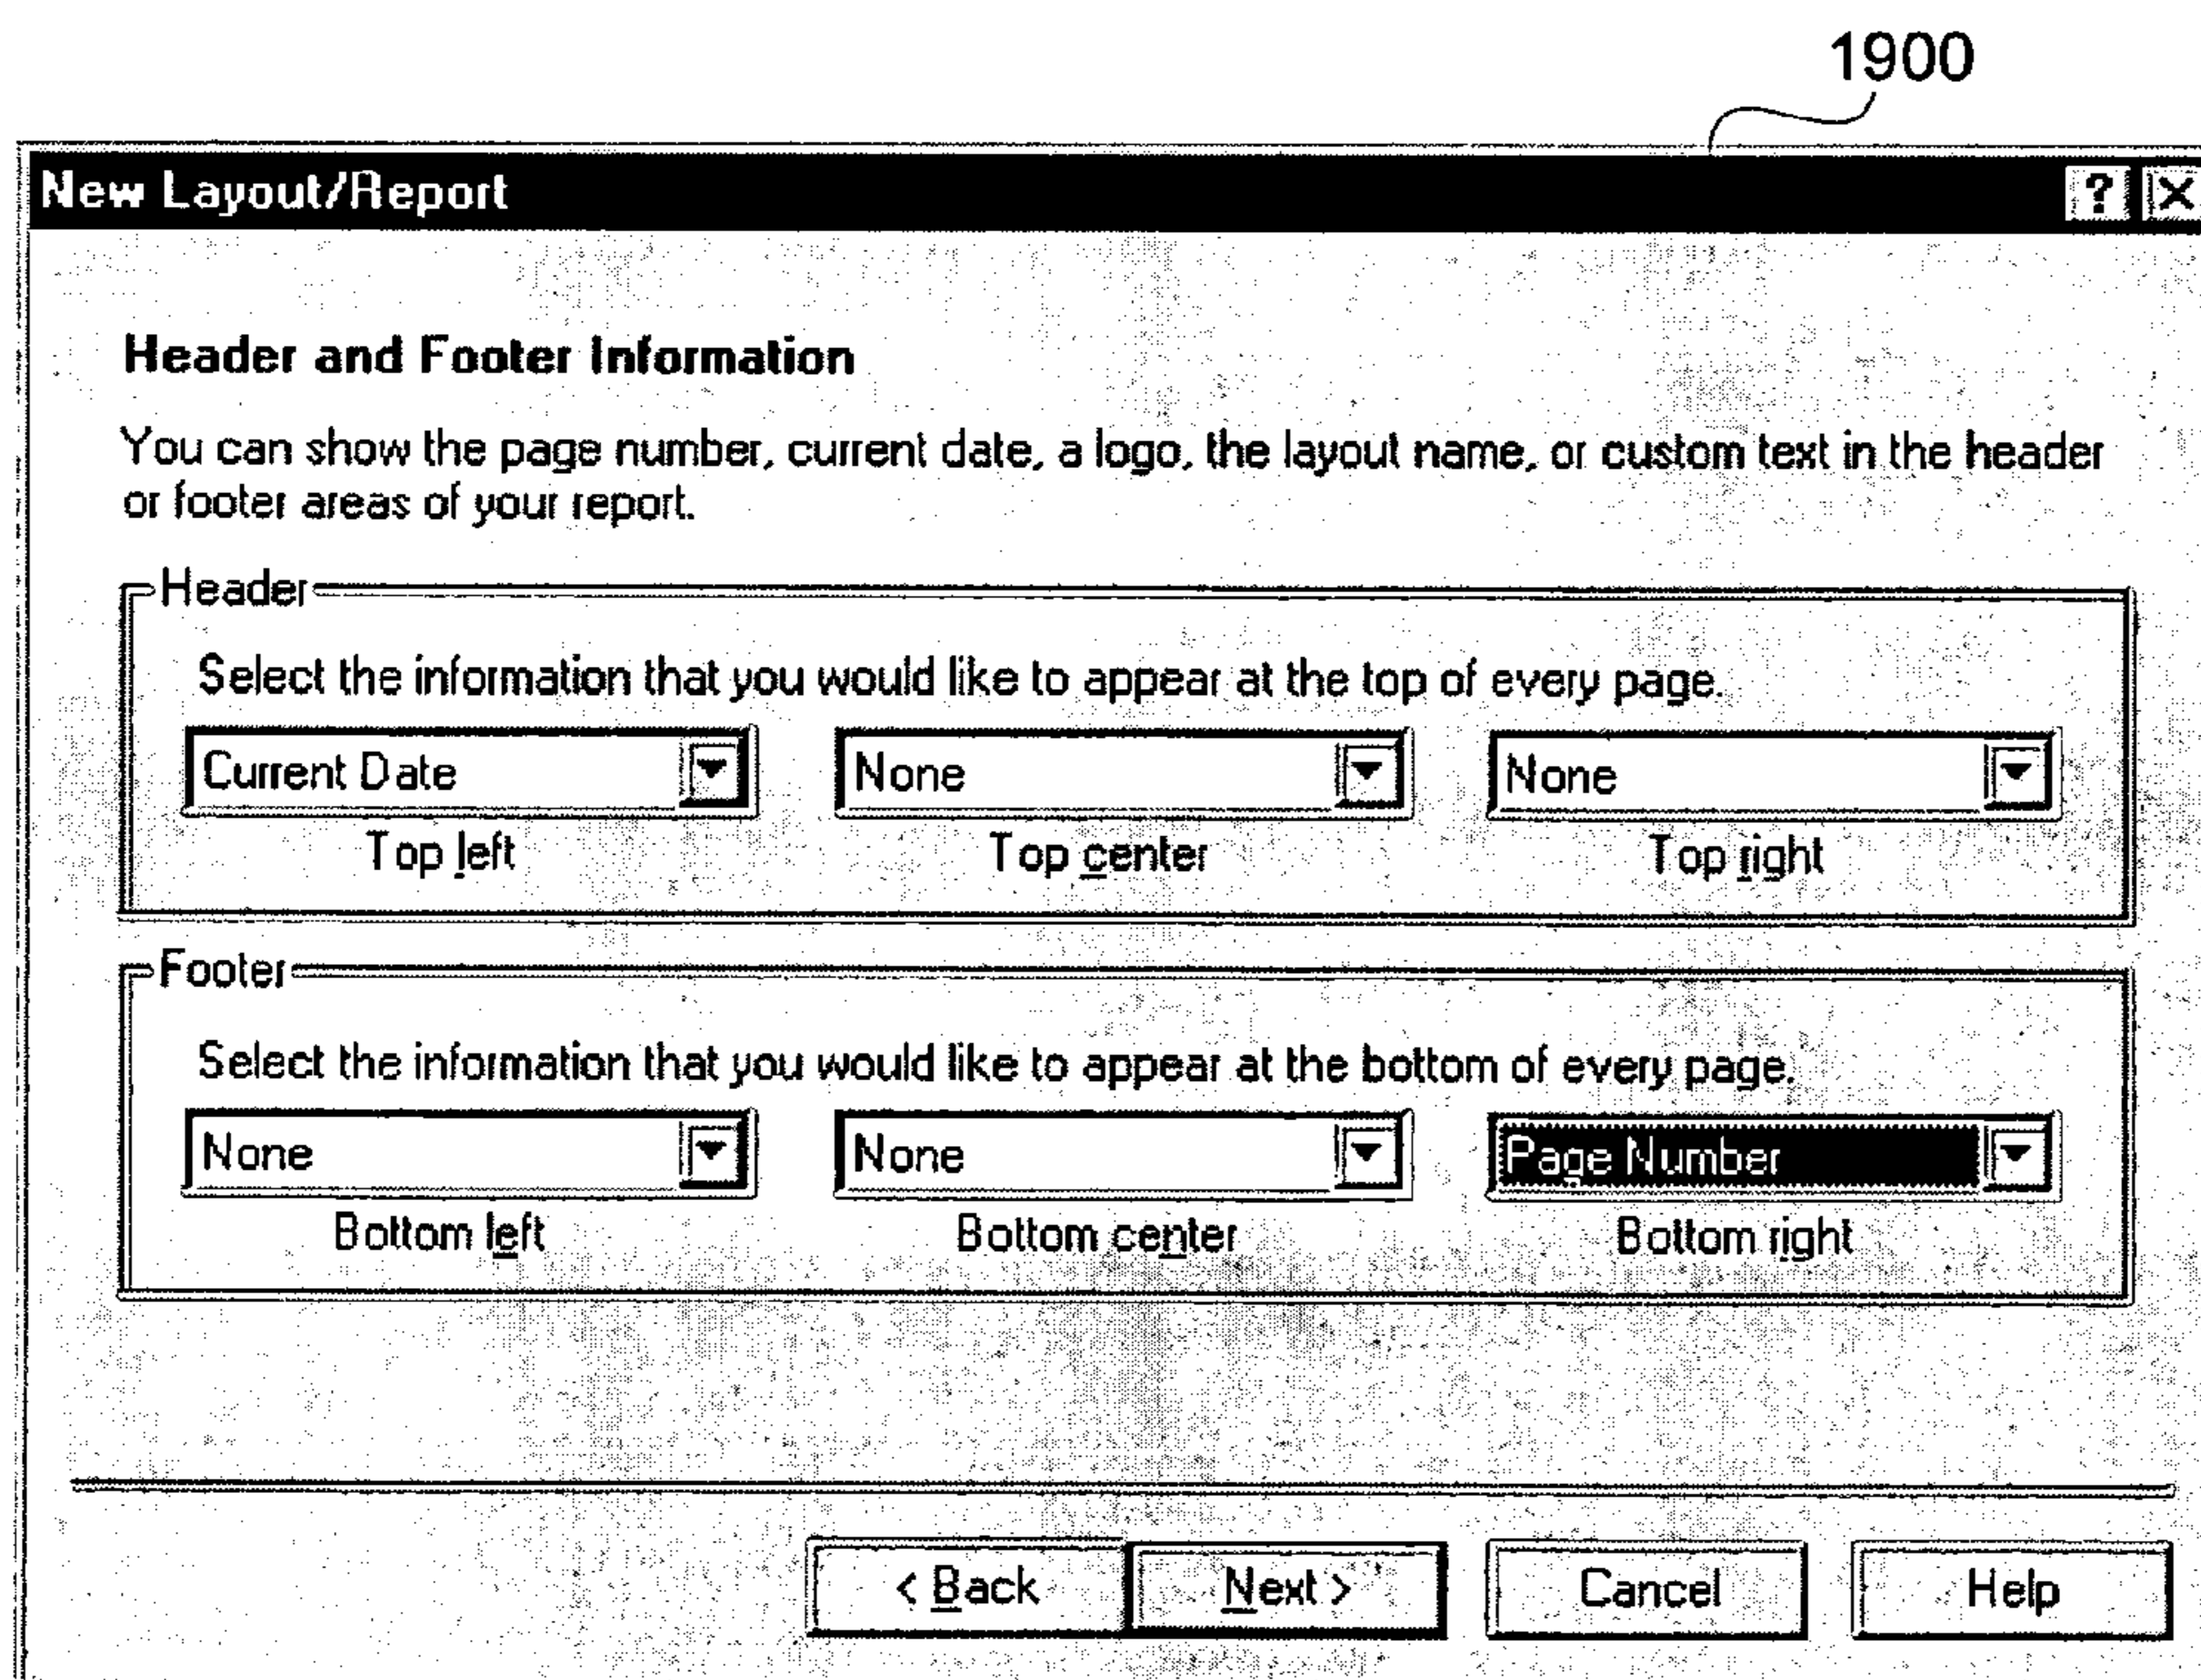 1900
New Layout/Report ? X
Header and Footer Information
You can show the page number, current date, a logo, the layout name, or custom text in the header
or footer areas of your report.
Header
Select the information that you would like to appear at the top of every page.
Current Date None None
Top left Top center Top right
Footer
Select the information that you would like to appear at the bottom of every page.
None None Page Number
Bottom left Bottom center Bottom right
< Back Next > Cancel Help